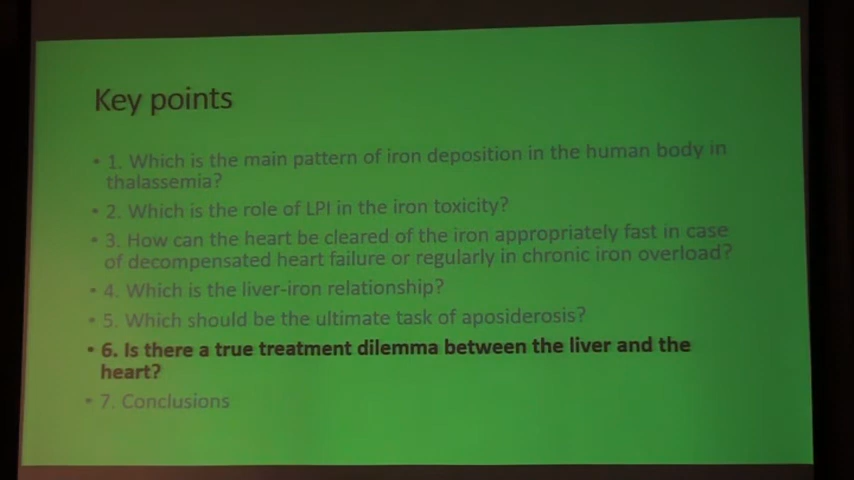 Key points
• 1. Which is the main pattern of iron deposition in the human body in
thalassemia?
• 2. Which is the role of LPI in the iron toxicity?
• 3. How can the heart be cleared of the iron appropriately fast in case
of decompensated heart failure or regularly in chronic iron overload?
• 4. Which is the liver-iron relationship?
• 5. Which should be the ultimate task of aposiderosis?
• 6. Is there a true treatment dilemma between the liver and the
heart?
• 7. Conclusions